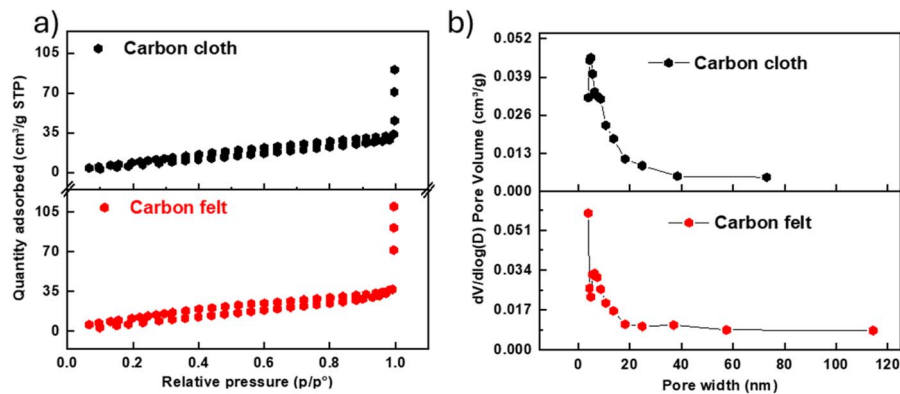 a)
Carbon cloth
105
70
35
0
Carbon felt
105
70
35
0
0.0 0.2 0.4 0.6 0.8 1.0
Relative pressure (p/p°)
Quantity adsorbed (cm³/g STP)
b)
Carbon cloth
0.052
0.039
0.026
0.013
0.000
Carbon felt
0.051
0.034
0.017
0.000
0 20 40 60 80 100 120
Pore width (nm)
dV/dlog(D) Pore Volume (cm³/g)